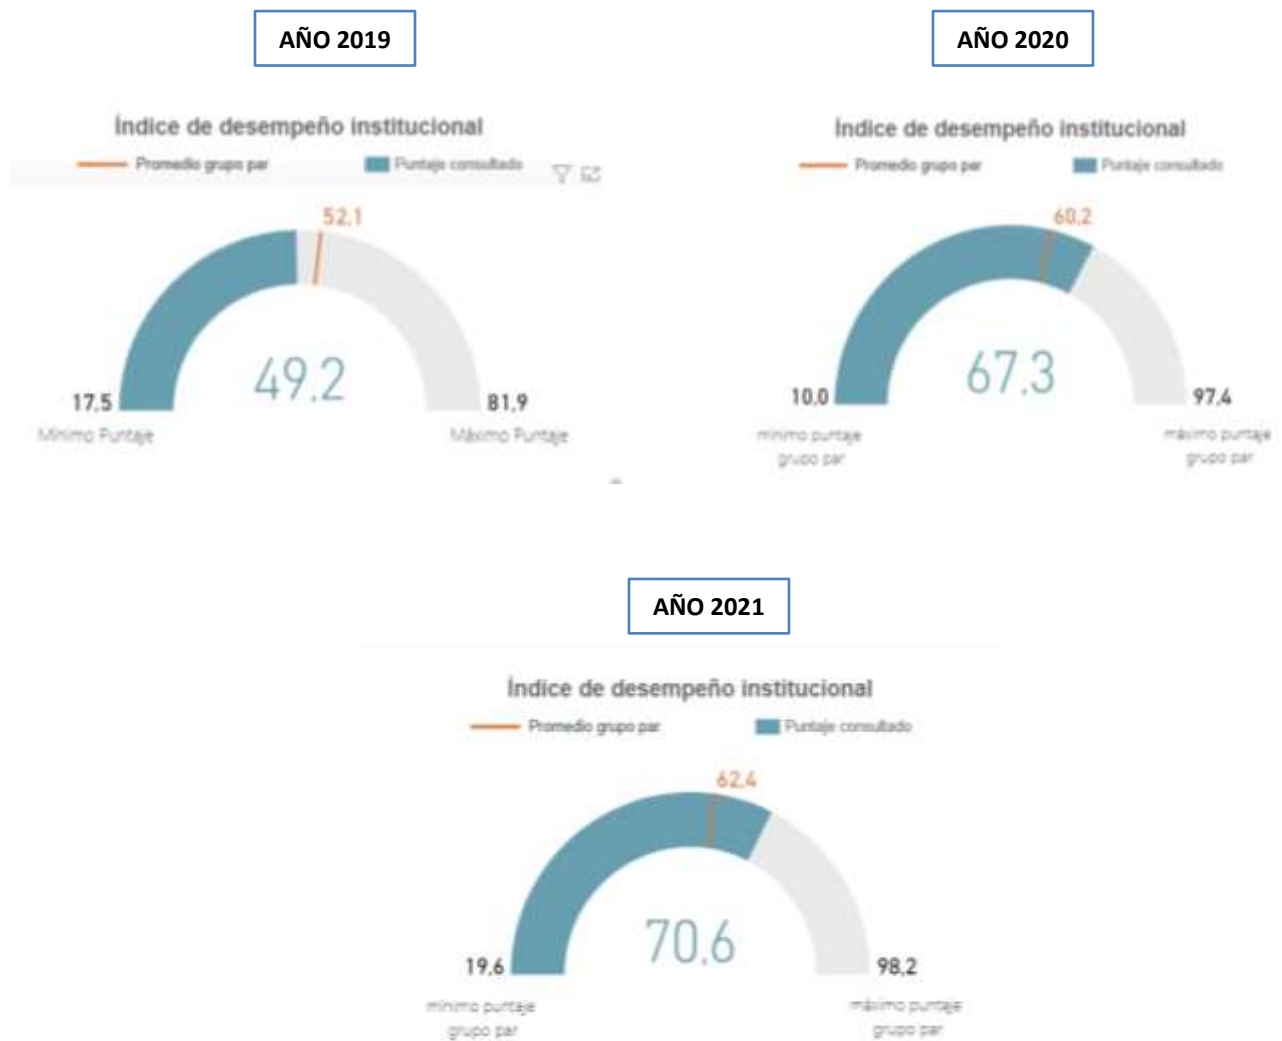 AÑO 2019
Índice de desempeño institucional
Promedio grupo par Puntaje consultado
52,1
49,2
17,5 81,9
Mínimo Puntaje Máximo Puntaje
AÑO 2020
Índice de desempeño institucional
Promedio grupo par Puntaje consultado
60,2
67,3
10,0 97,4
mínimo puntaje máximo puntaje
grupo par grupo par
AÑO 2021
Índice de desempeño institucional
Promedio grupo par Puntaje consultado
62,4
70,6
19,6 98,2
mínimo puntaje máximo puntaje
grupo par grupo par